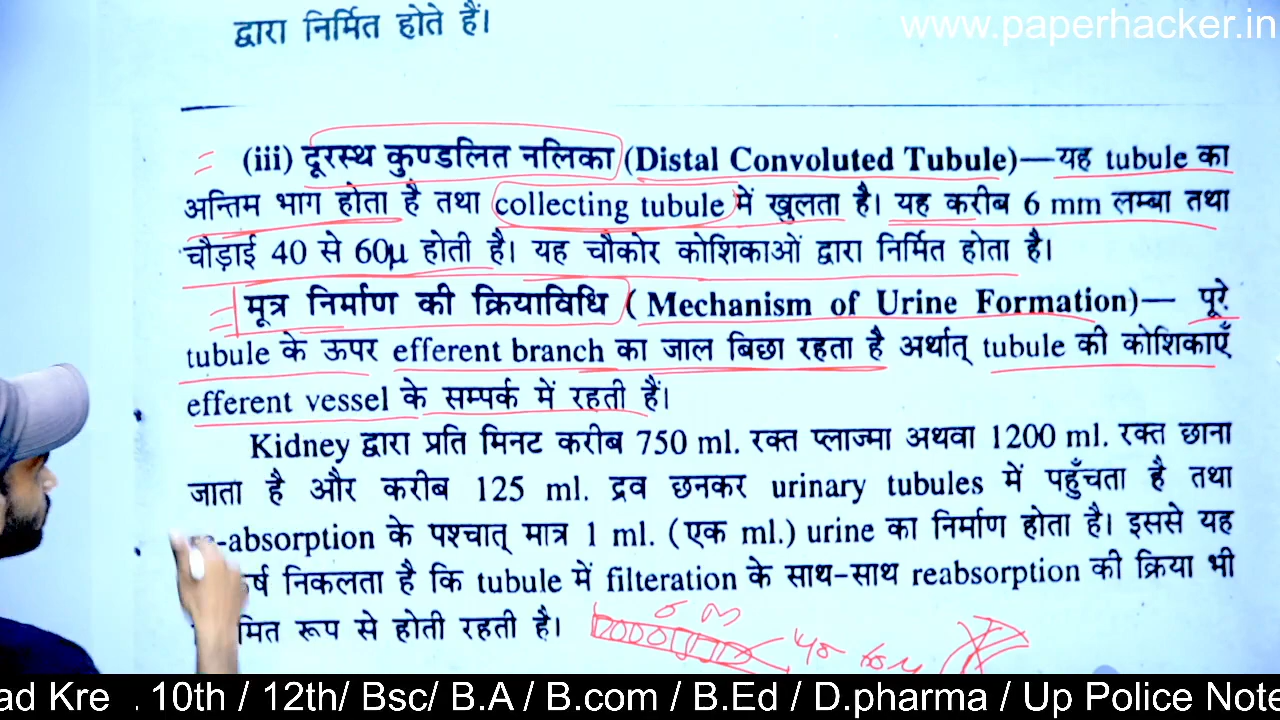 www.paperhacker.in
द्वारा निर्मित होते हैं।
(iii) दूरस्थ कुण्डलित नलिका (Distal Convoluted Tubule)—यह tubule का
अन्तिम भाग होता है तथा collecting tubule में खुलता है। यह करीब 6 mm लम्बा तथा
चौड़ाई 40 से 60μ होती है। यह चौकोर कोशिकाओं द्वारा निर्मित होता है।
मूत्र निर्माण की क्रियाविधि ( Mechanism of Urine Formation)— पूरे
tubule के ऊपर efferent branch का जाल बिछा रहता है अर्थात् tubule की कोशिकाएँ
efferent vessel के सम्पर्क में रहती हैं।
Kidney द्वारा प्रति मिनट करीब 750 ml. रक्त प्लाज्मा अथवा 1200 ml. रक्त छाना
जाता है और करीब 125 ml. द्रव छनकर urinary tubules में पहुँचता है तथा
-absorption के पश्चात् मात्र 1 ml. (एक ml.) urine का निर्माण होता है। इससे यह
निकलता है कि tubule में filteration के साथ-साथ reabsorption की क्रिया भी
रूप से होती रहती है।
ad Kre . 10th / 12th/ Bsc/ B.A / B.com / B.Ed / D.pharma / Up Police Note